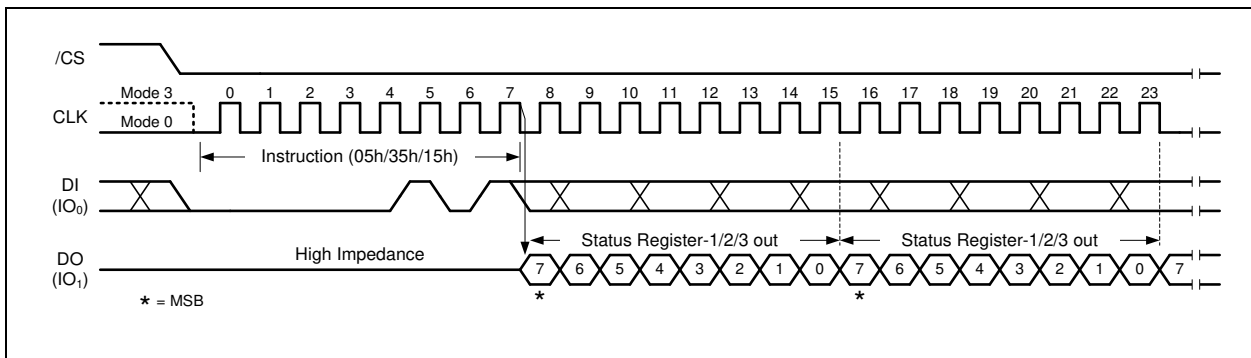 /CS
Mode 3
0 1 2 3 4 5 6 7 8 9 10 11 12 13 14 15 16 17 18 19 20 21 22 23
CLK
Mode 0
Instruction (05h/35h/15h)
DI
(IO₀)
Status Register-1/2/3 out Status Register-1/2/3 out
High Impedance
DO
(IO₁)
7 6 5 4 3 2 1 0 7 6 5 4 3 2 1 0 7
* *
* = MSB